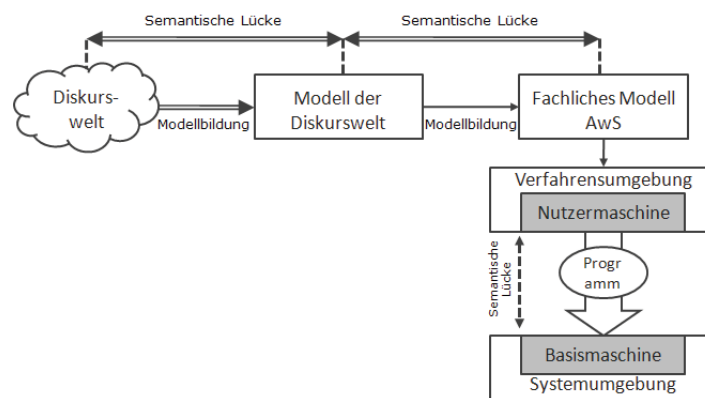 Semantische Lücke
Semantische Lücke
Diskurs-
welt
Modellbildung
Modell der
Diskurswelt
Modellbildung
Fachliches Modell
AwS
Verfahrensumgebung
Nutzermaschine
Semantische
Lücke
Progr
amm
Basismaschine
Systemumgebung